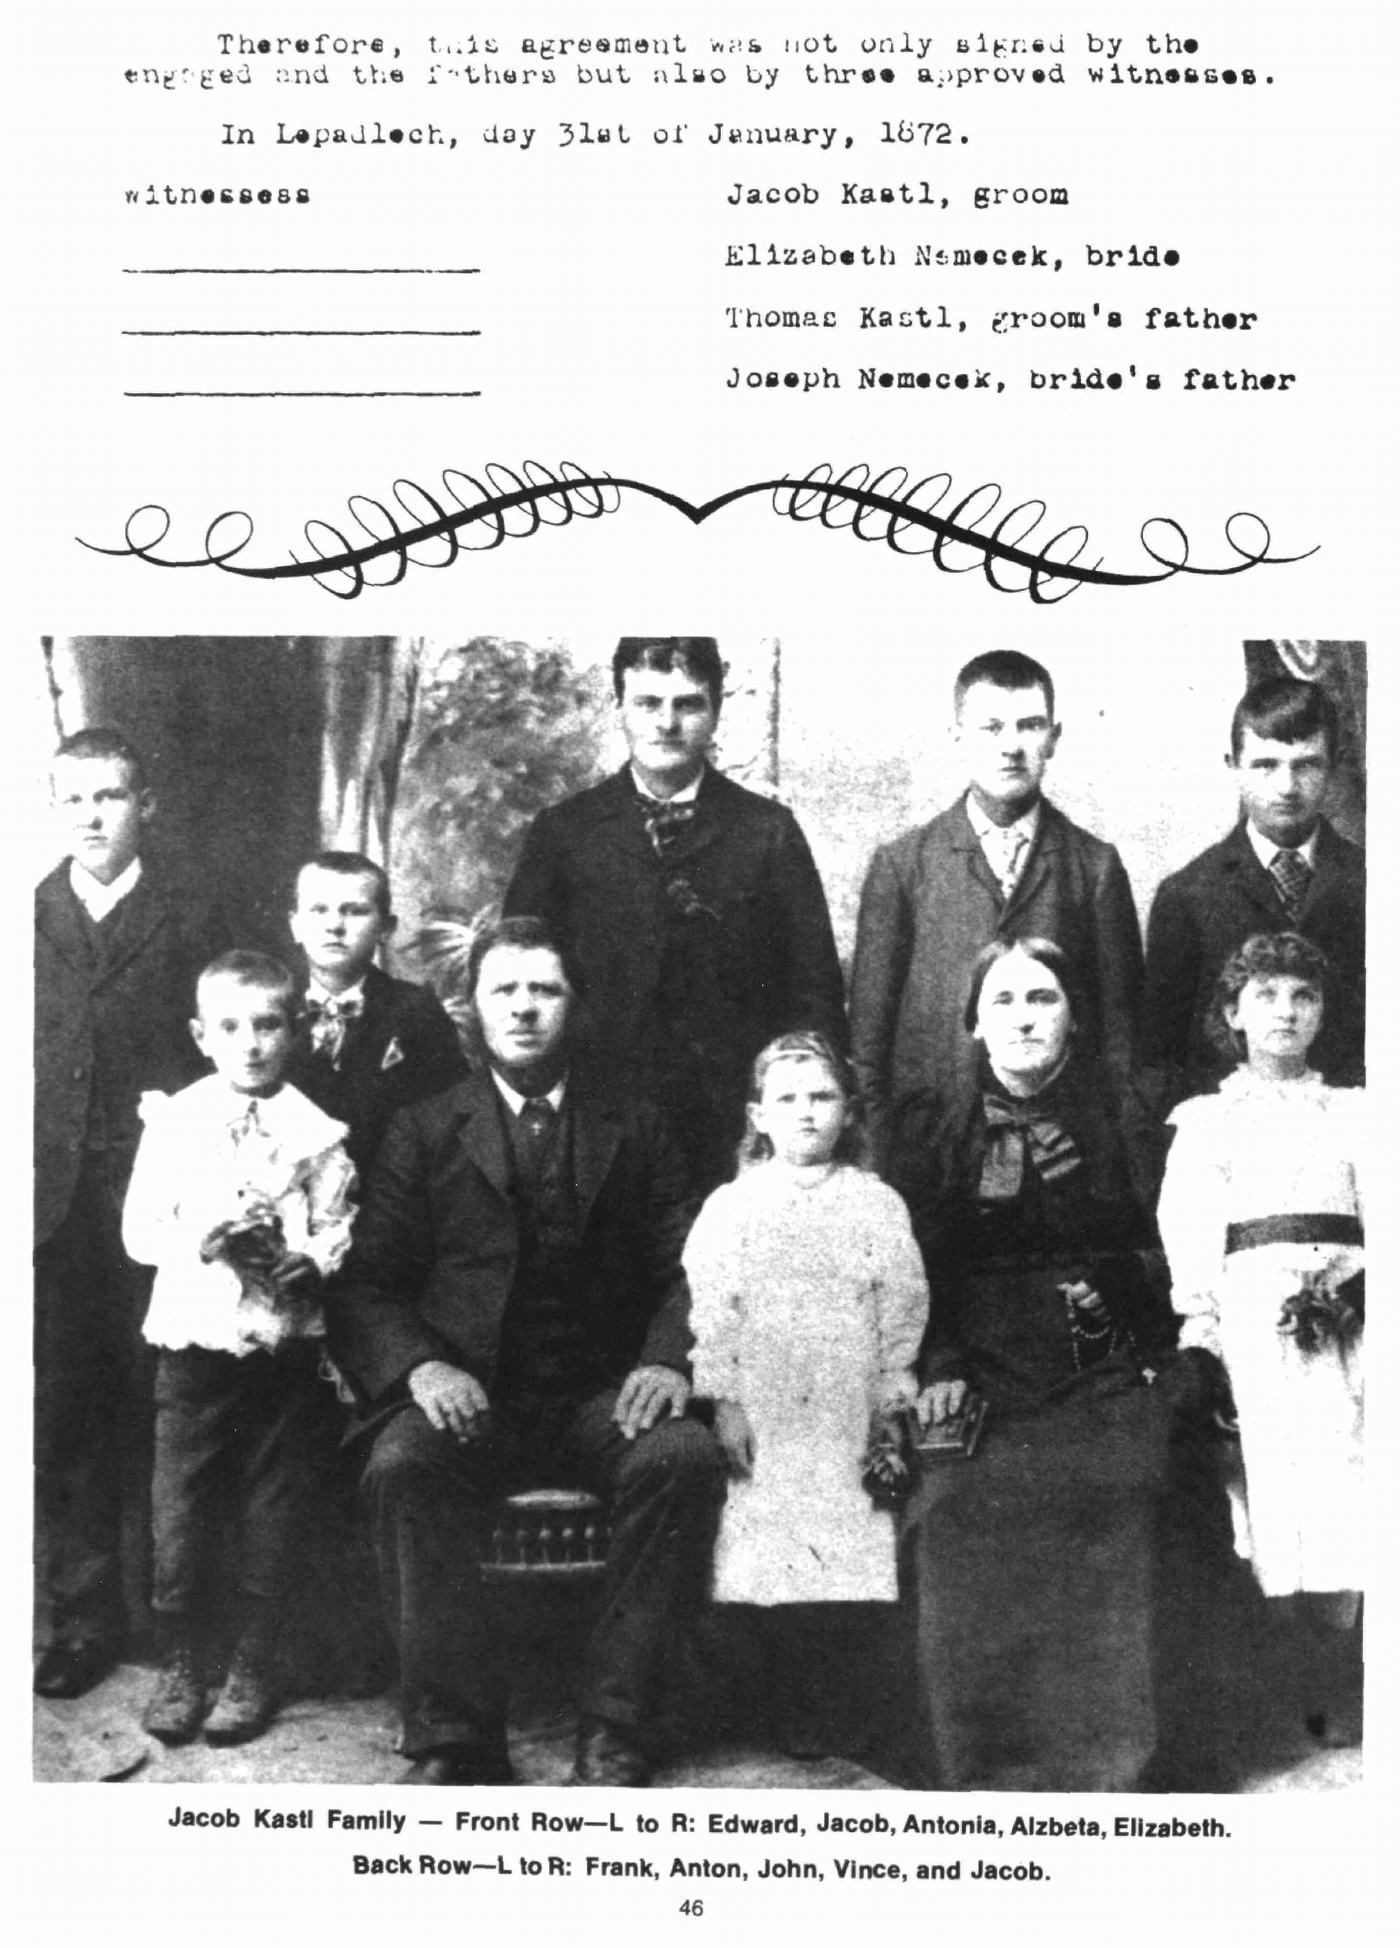 Therefore, this agreement was not only signed by the
engaged and the fathers but also by three approved witnesses.
In Lepadlech, day 31st of January, 1872.
witnessess
Jacob Kastl, groom
Elizabeth Nemecek, bride
Thomas Kastl, groom's father
Joseph Nemecek, bride's father
Jacob Kastl Family — Front Row—L to R: Edward, Jacob, Antonia, Alzbeta, Elizabeth.
Back Row—L to R: Frank, Anton, John, Vince, and Jacob.
46